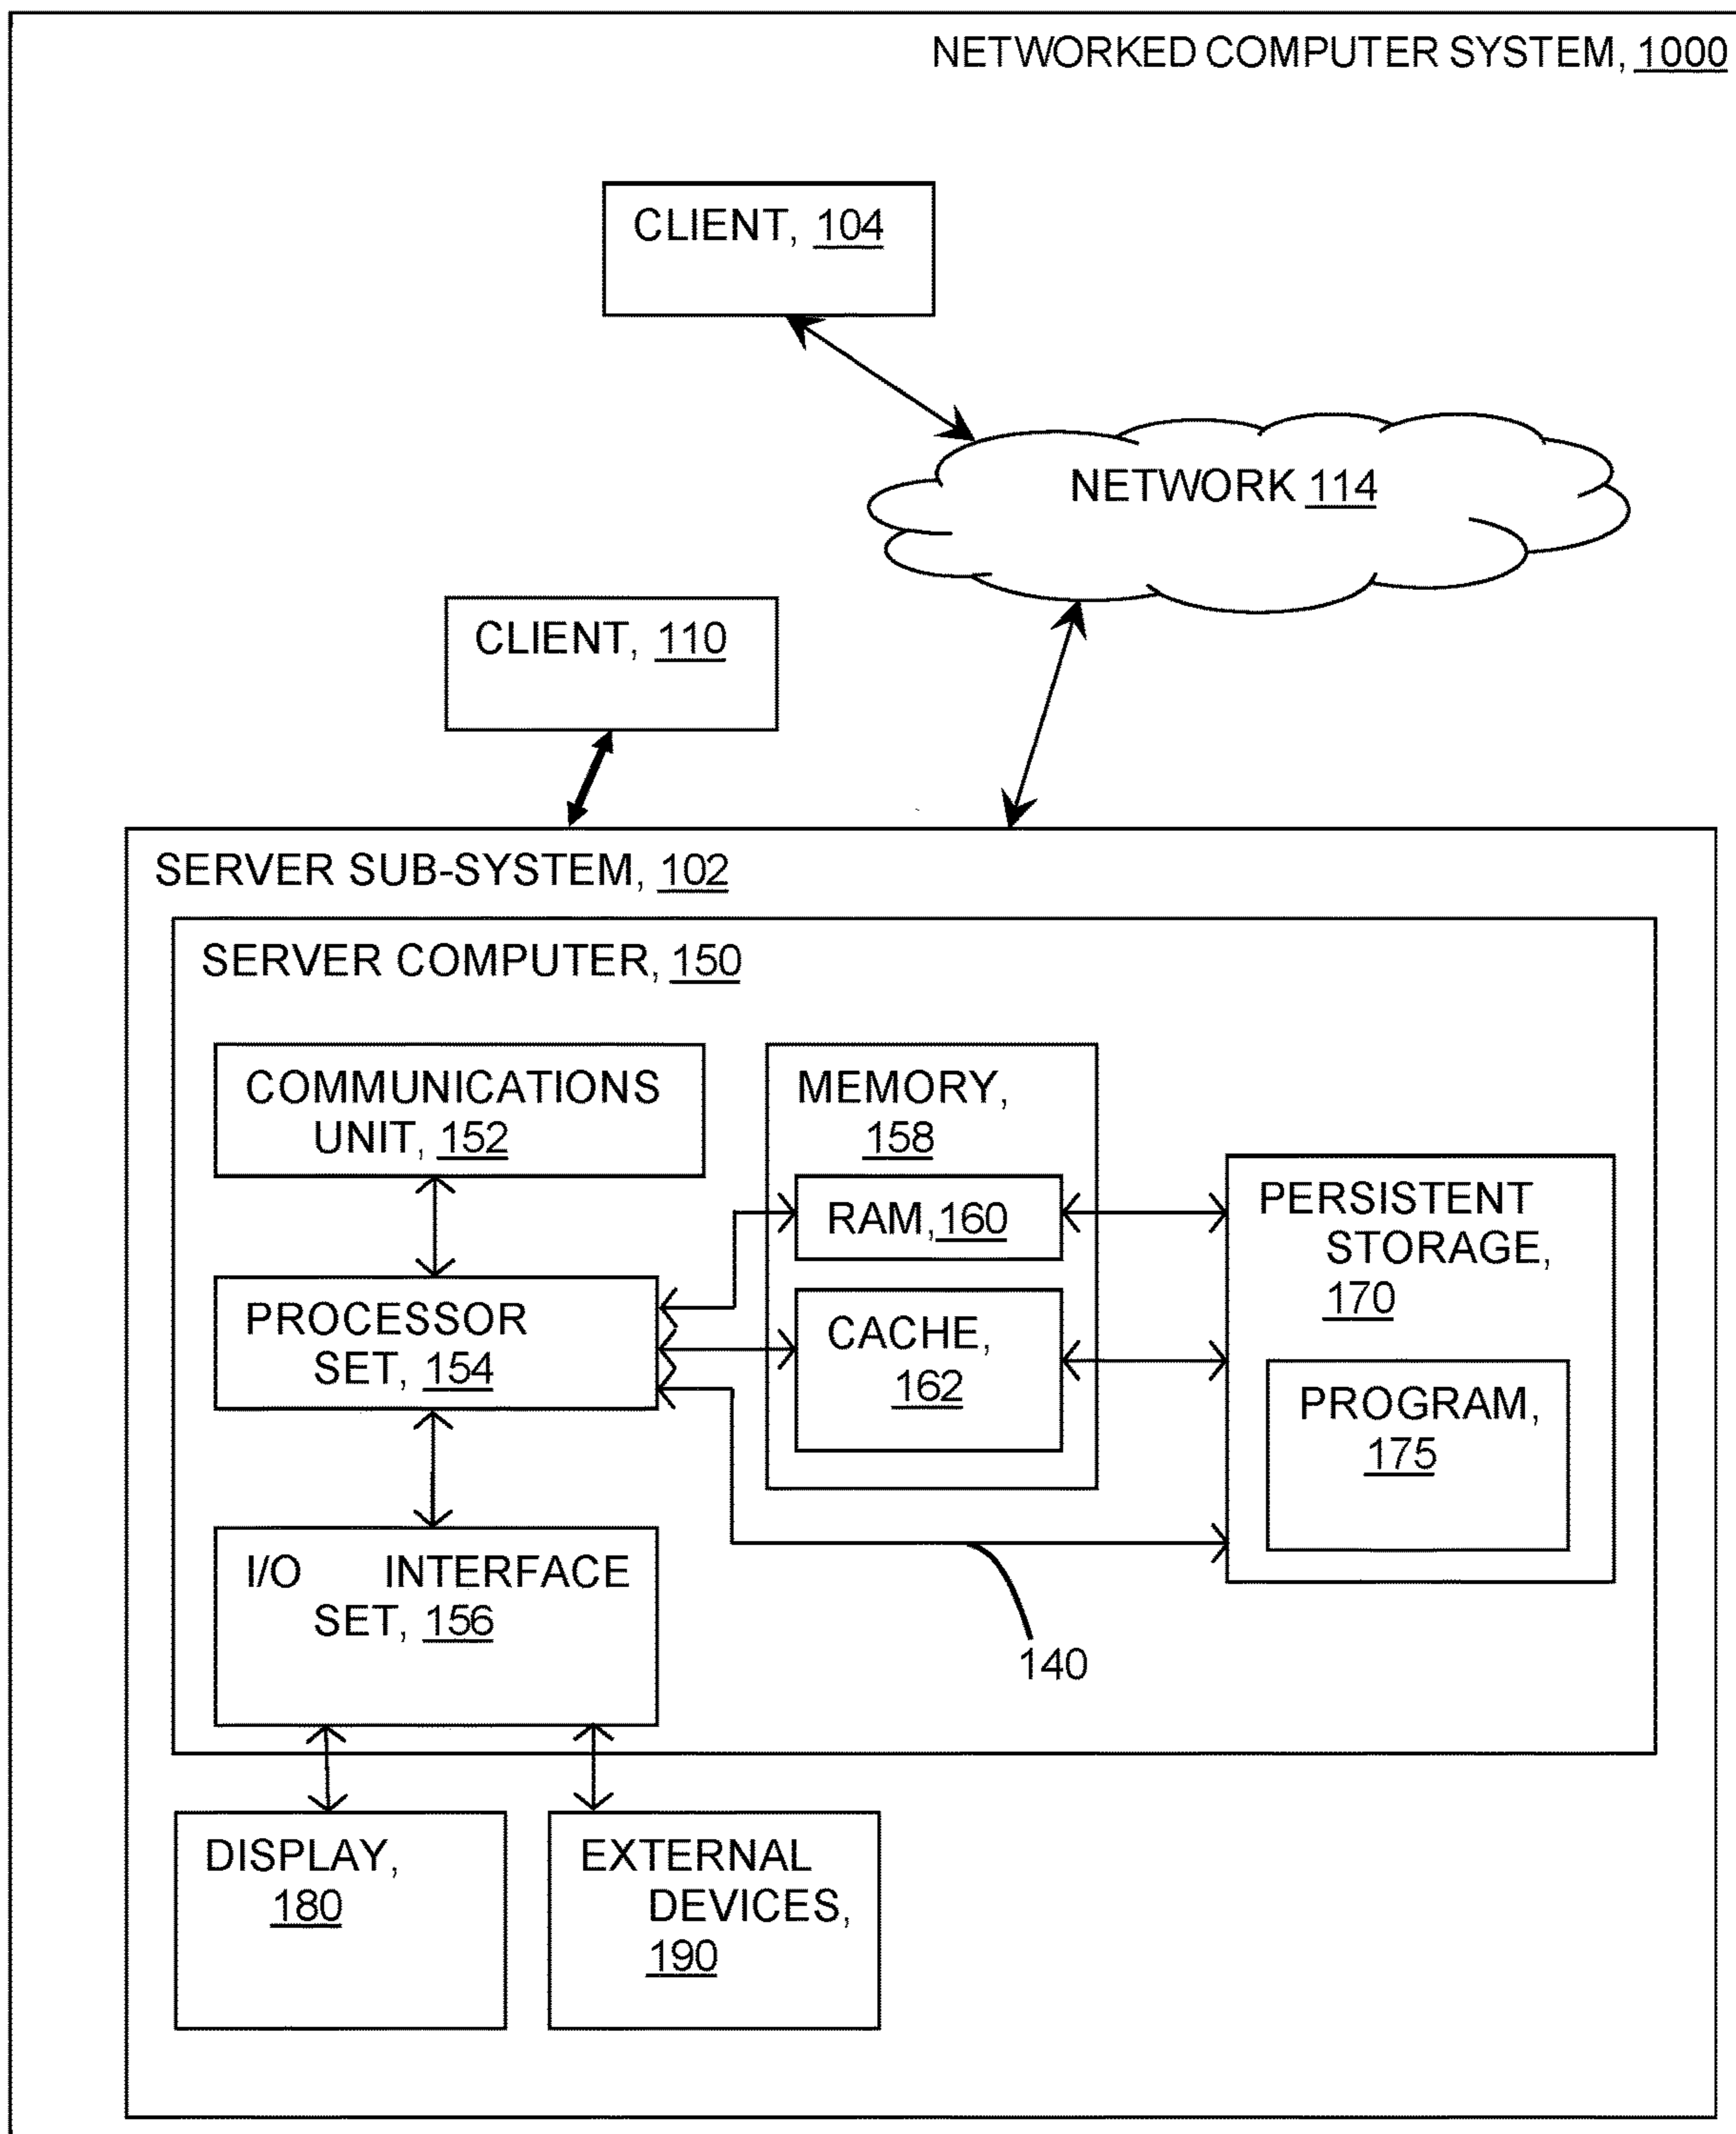 NETWORKED COMPUTER SYSTEM, 1000
CLIENT, 104
NETWORK 114
CLIENT, 110
SERVER SUB-SYSTEM, 102
SERVER COMPUTER, 150
COMMUNICATIONS
UNIT, 152
MEMORY,
158
RAM, 160
PERSISTENT
STORAGE,
170
PROCESSOR
SET, 154
CACHE,
162
PROGRAM,
175
I/O INTERFACE
SET, 156
140
DISPLAY,
180
EXTERNAL
DEVICES,
190